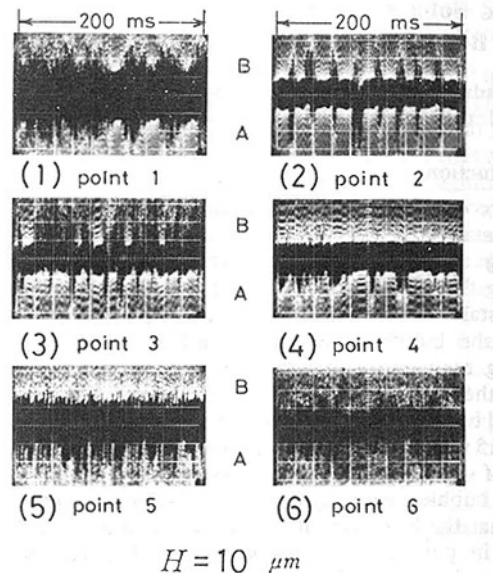 200 ms 200 ms
B
A
(1) point 1 (2) point 2
B
A
(3) point 3 (4) point 4
B
A
(5) point 5 (6) point 6
H = 10 μm